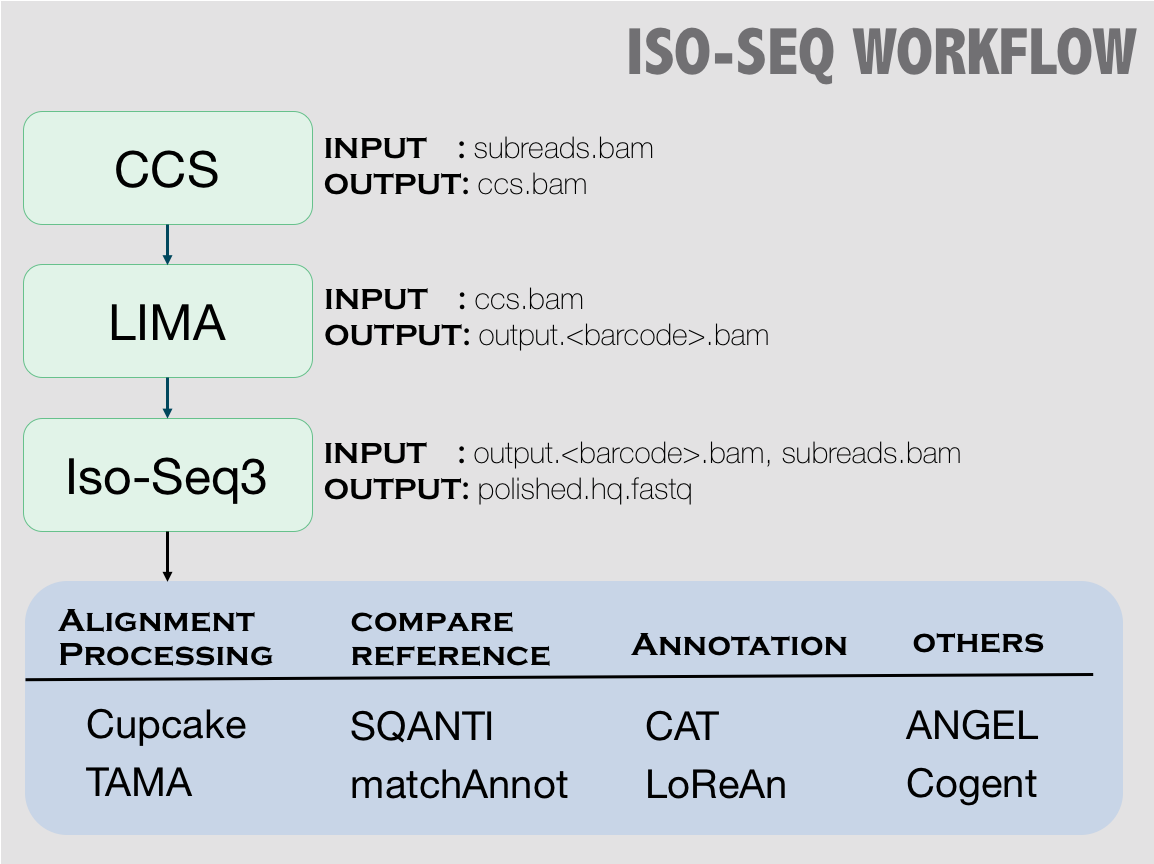 ISO-SEQ WORKFLOW
CCS
INPUT : subreads.bam
OUTPUT: ccs.bam
LIMA
INPUT : ccs.bam
OUTPUT: output.<barcode>.bam
Iso-Seq3
INPUT : output.<barcode>.bam, subreads.bam
OUTPUT: polished.hq.fastq
ALIGNMENT
PROCESSING
COMPARE
REFERENCE
ANNOTATION
OTHERS
Cupcake
SQANTI
CAT
ANGEL
TAMA
matchAnnot
LoReAn
Cogent